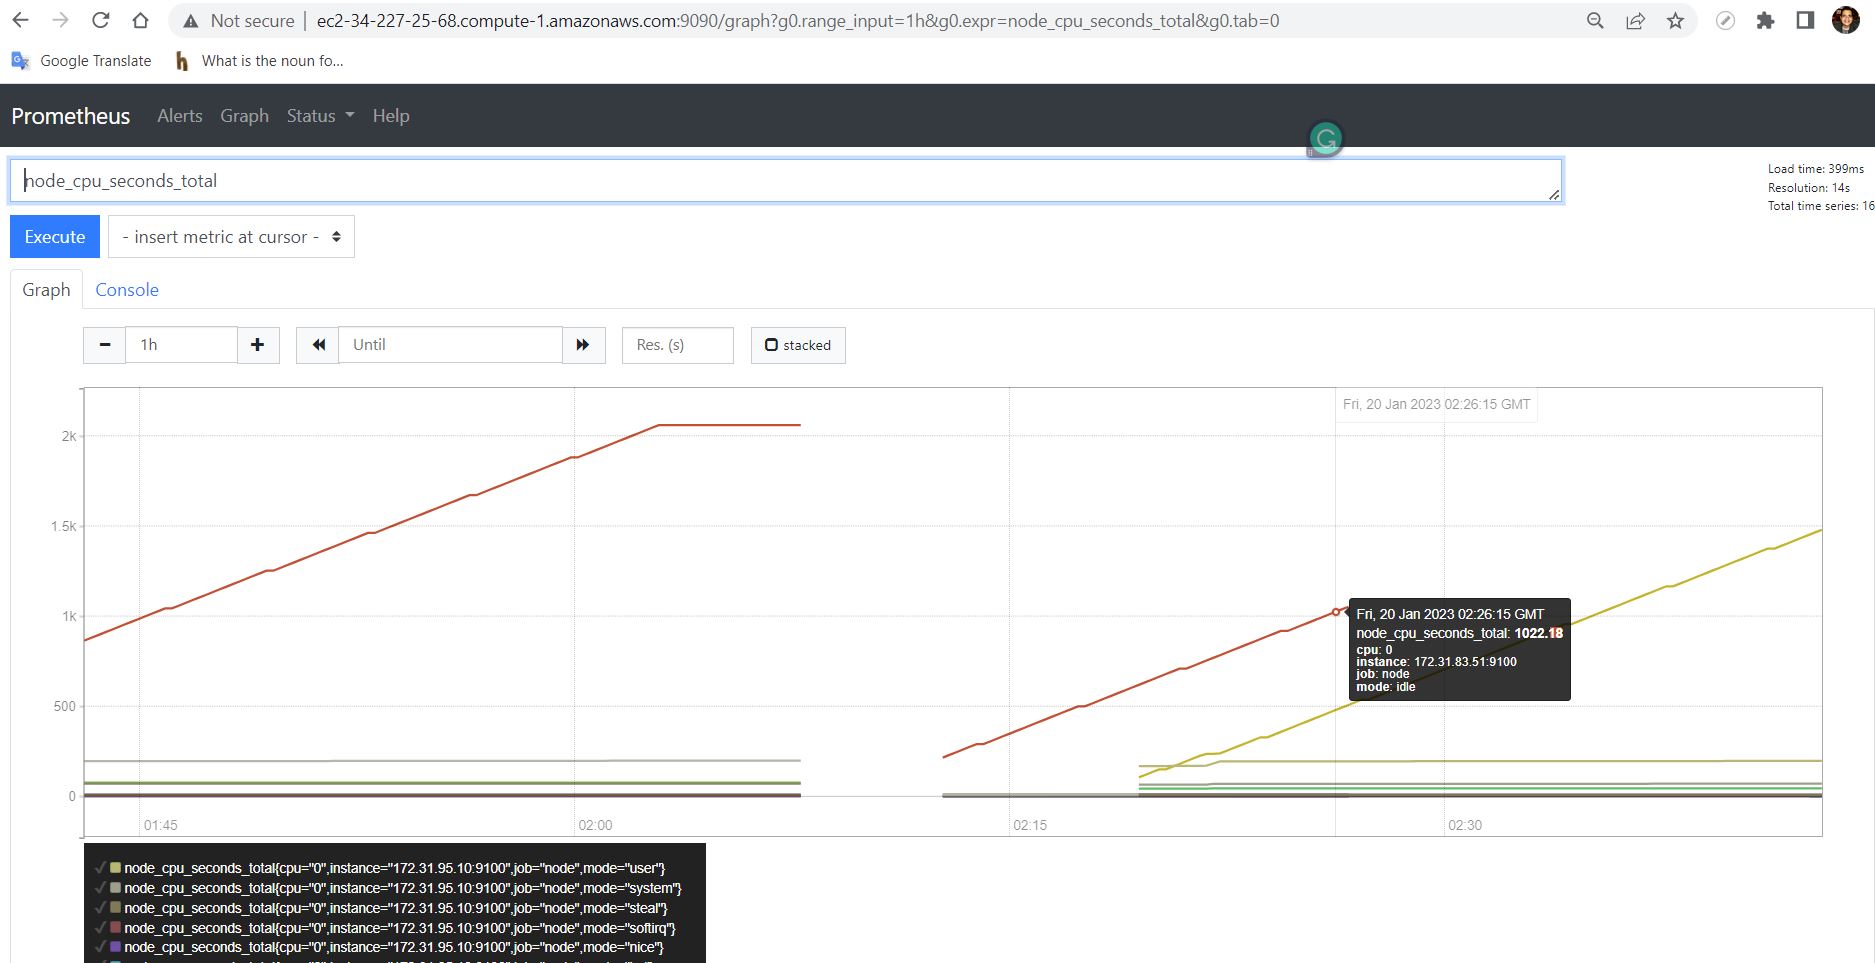 Not secure | ec2-34-227-25-68.compute-1.amazonaws.com:9090/graph?g0.range_input=1h&g0.expr=node_cpu_seconds_total&g0.tab=0
Google Translate What is the noun fo...
Prometheus Alerts Graph Status Help
node_cpu_seconds_total
Load time: 399ms
Resolution: 14s
Total time series: 16
Execute - insert metric at cursor -
Graph Console
− 1h + Until Res. (s) stacked
Fri, 20 Jan 2023 02:26:15 GMT
2k
1.5k
1k
500
0
Fri, 20 Jan 2023 02:26:15 GMT
node_cpu_seconds_total: 1022.18
cpu: 0
instance: 172.31.83.51:9100
job: node
mode: idle
01:45 02:00 02:15 02:30
node_cpu_seconds_total{cpu="0",instance="172.31.95.10:9100",job="node",mode="user"}
node_cpu_seconds_total{cpu="0",instance="172.31.95.10:9100",job="node",mode="system"}
node_cpu_seconds_total{cpu="0",instance="172.31.95.10:9100",job="node",mode="steal"}
node_cpu_seconds_total{cpu="0",instance="172.31.95.10:9100",job="node",mode="softirq"}
node_cpu_seconds_total{cpu="0",instance="172.31.95.10:9100",job="node",mode="nice"}